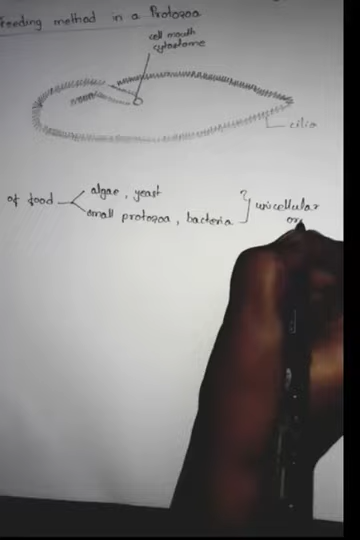 Feeding method in a Protozoa
cell mouth
cytostome
cilia
of food
algae, yeast
small protozoa, bacteria
unicellular